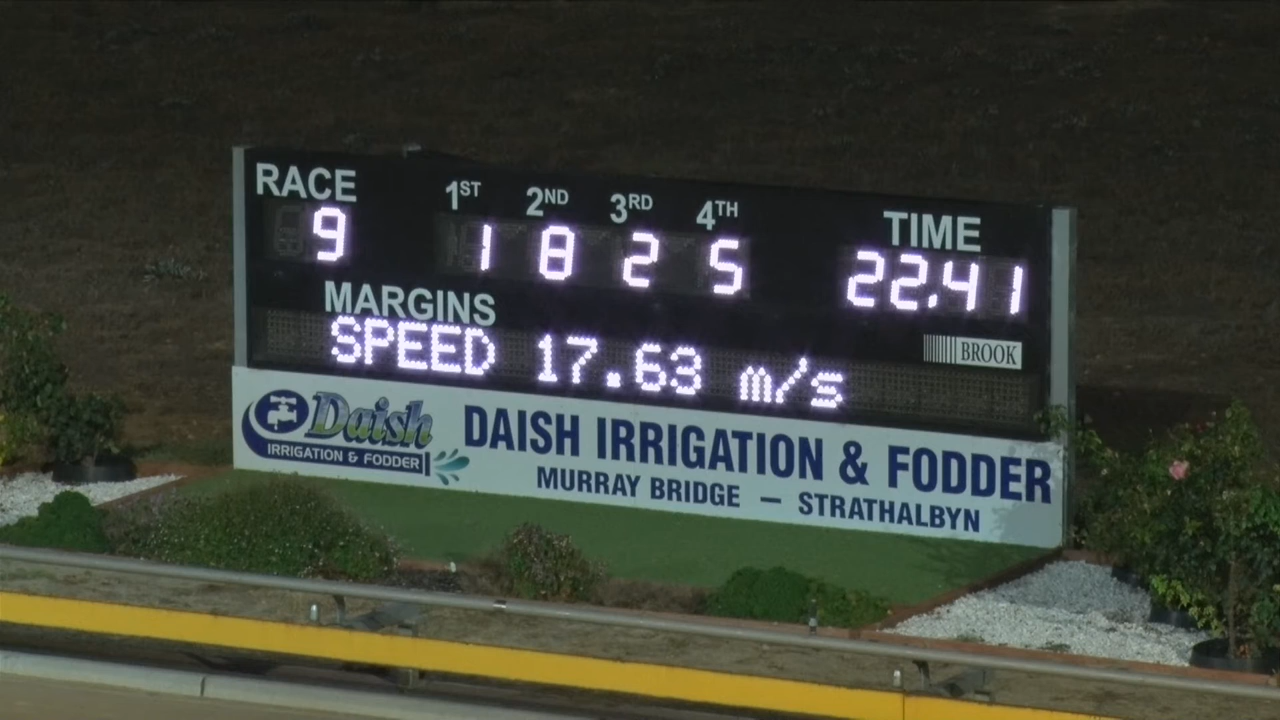 RACE 1ST 2ND 3RD 4TH TIME
9 1 8 2 5 22.41
MARGINS
SPEED 17.63 m/s
BROOK
Daish
IRRIGATION & FODDER
DAISH IRRIGATION & FODDER
MURRAY BRIDGE — STRATHALBYN